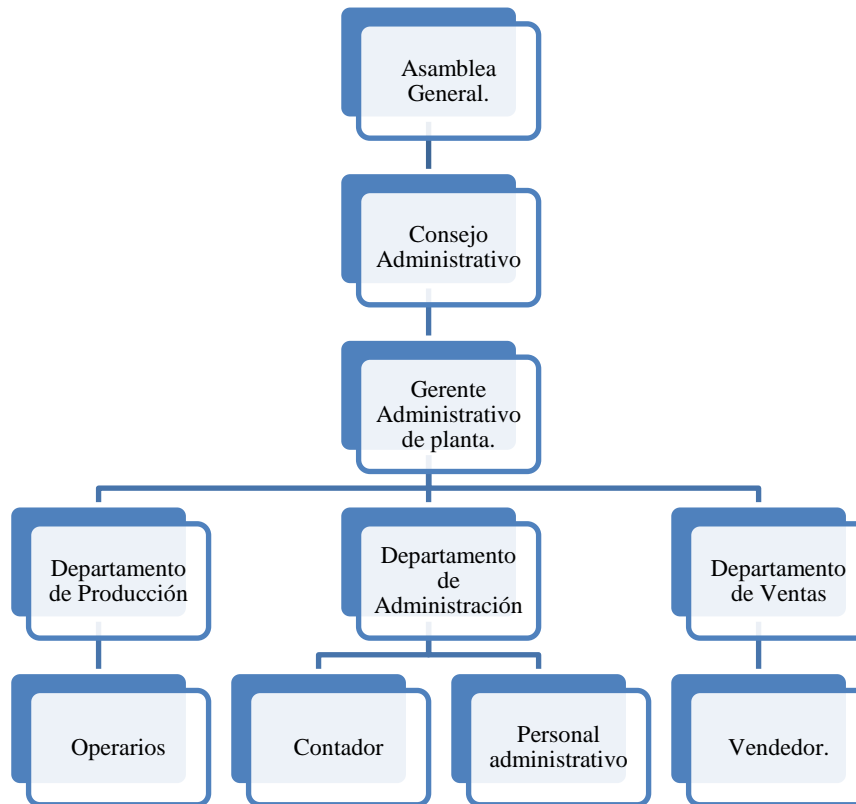 Asamblea
General.
Consejo
Administrativo
Gerente
Administrativo
de planta.
Departamento
de Producción
Departamento
de
Administración
Departamento
de Ventas
Operarios
Contador
Personal
administrativo
Vendedor.